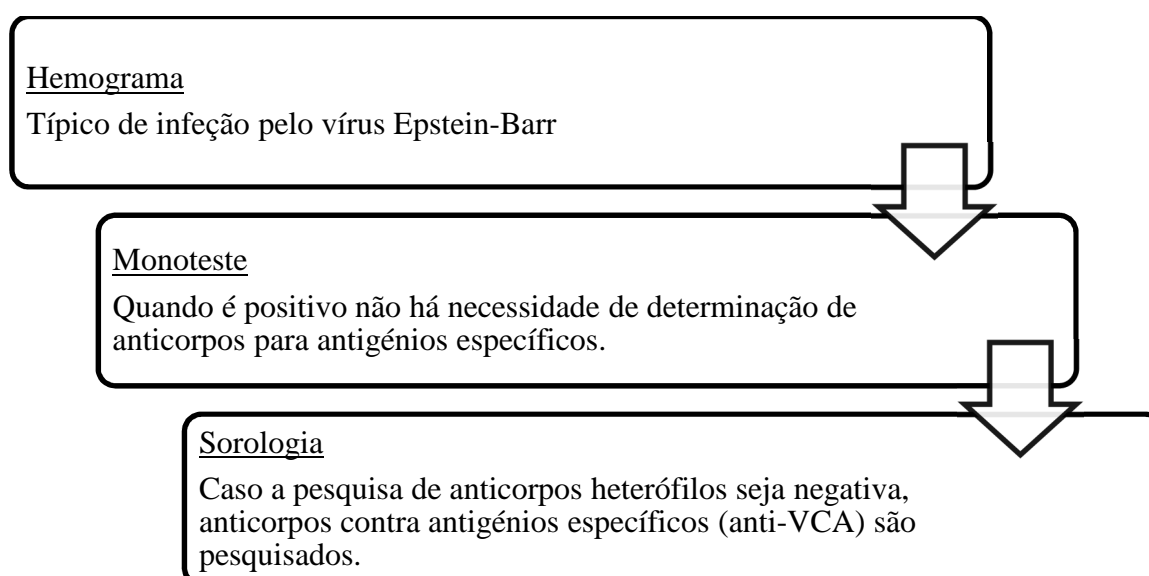 Hemograma
Típico de infeção pelo vírus Epstein-Barr
Monoteste
Quando é positivo não há necessidade de determinação de
anticorpos para antigénios específicos.
Sorologia
Caso a pesquisa de anticorpos heterófilos seja negativa,
anticorpos contra antigénios específicos (anti-VCA) são
pesquisados.